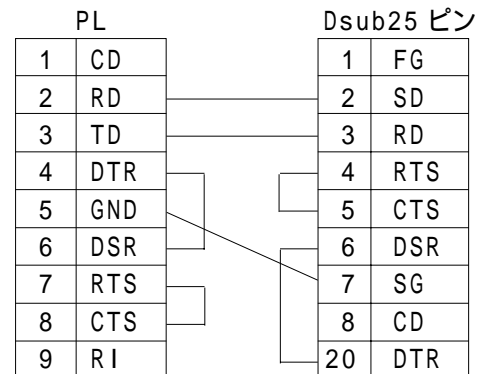 PL Dsub25 ピン
1 CD 1 FG
2 RD 2 SD
3 TD 3 RD
4 DTR 4 RTS
5 GND 5 CTS
6 DSR 6 DSR
7 RTS 7 SG
8 CTS 8 CD
9 RI 20 DTR